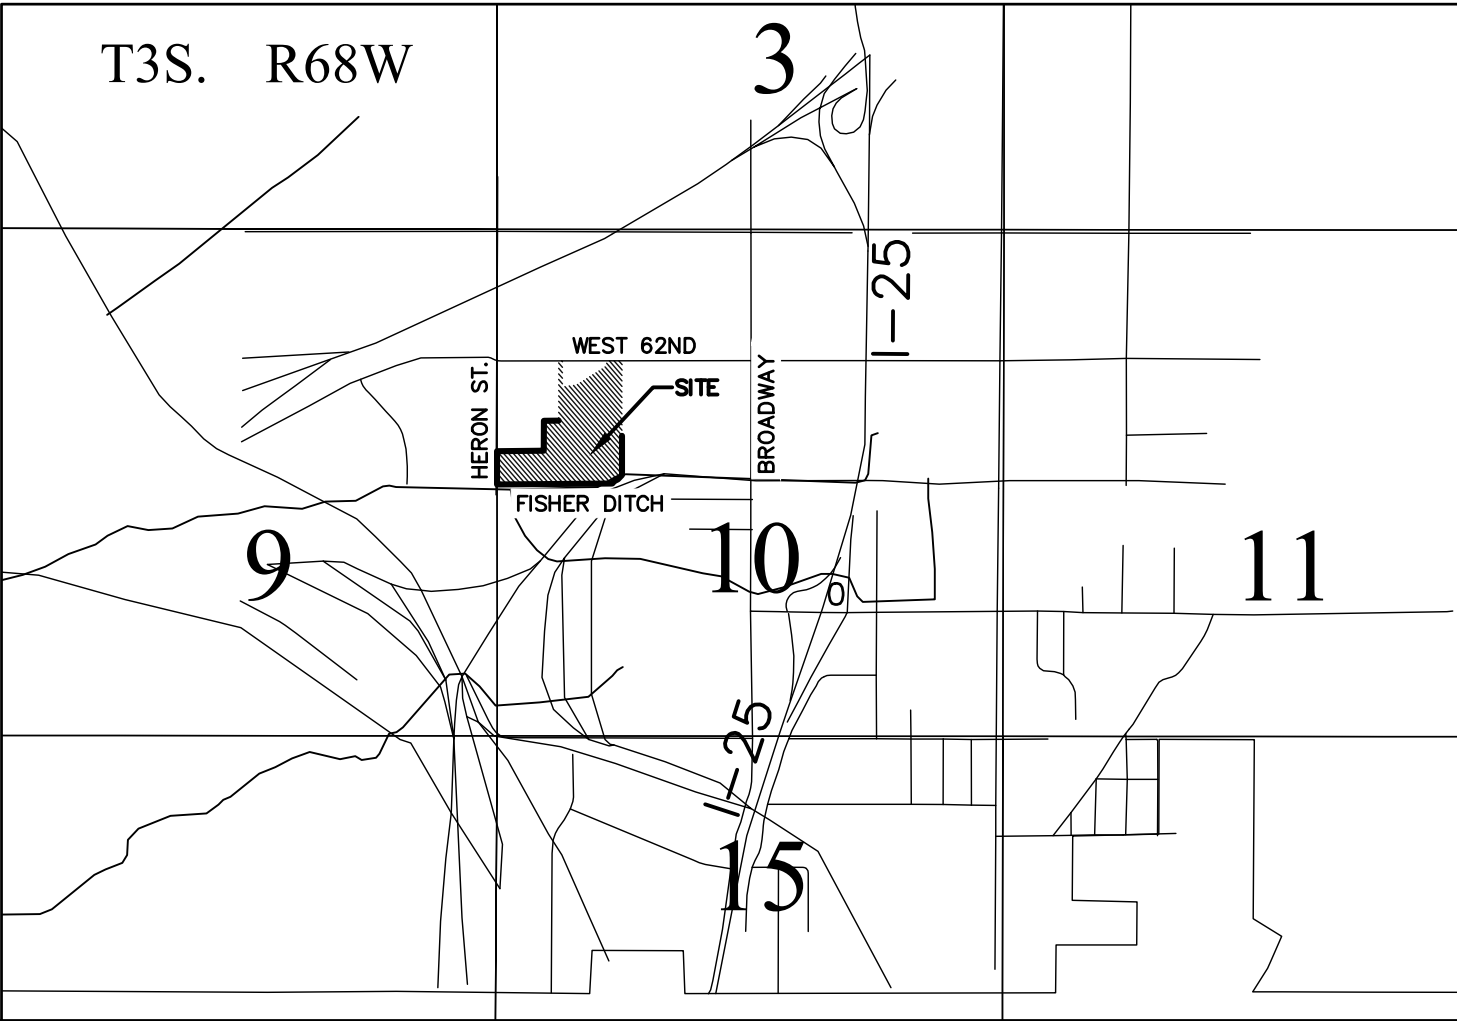 T3S. R68W
3
I-25
WEST 62ND
SITE
HERON ST.
BROADWAY
FISHER DITCH
9
10
11
0
I-25
15